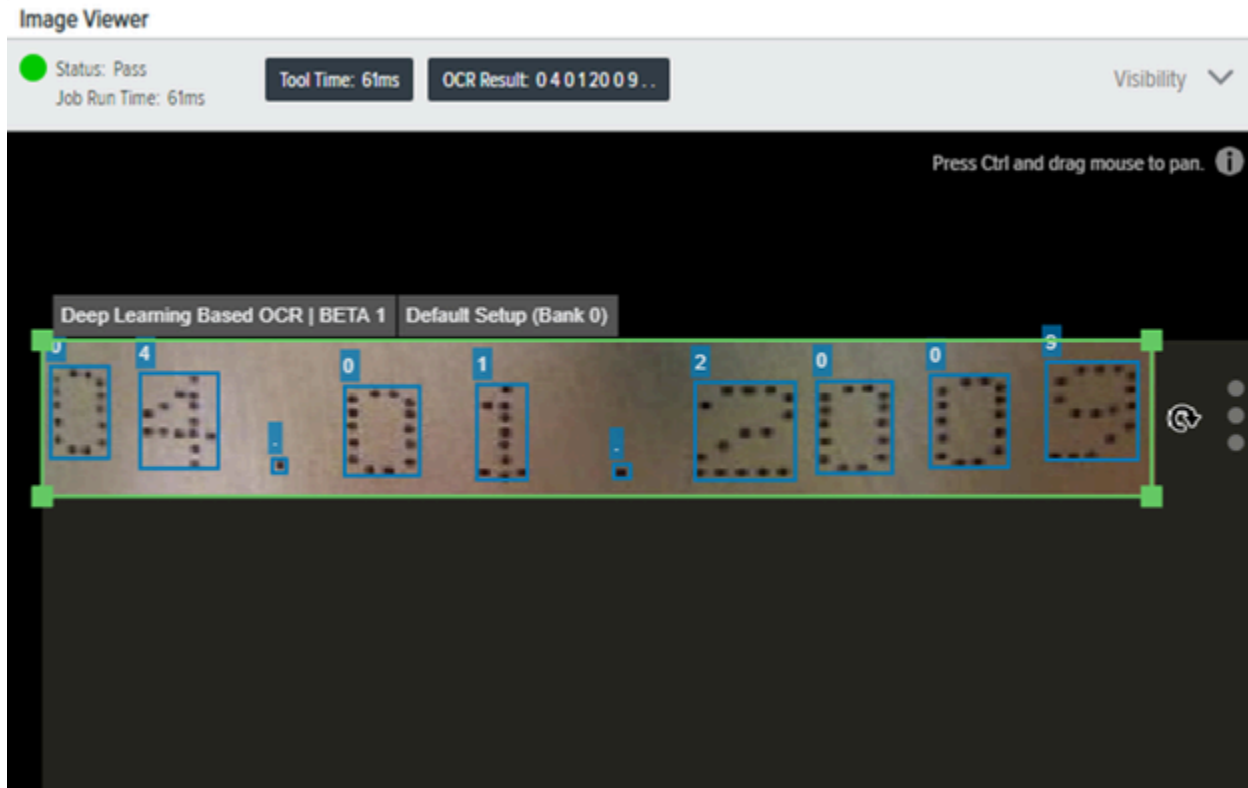 Image Viewer
Status: Pass
Job Run Time: 61ms
Tool Time: 61ms
OCR Result: 0 4 0 1 2 0 0 9 . .
Visibility
Press Ctrl and drag mouse to pan.
Deep Learning Based OCR | BETA 1
Default Setup (Bank 0)
0 4 . 0 1 . 2 0 0 9
04.01.2009